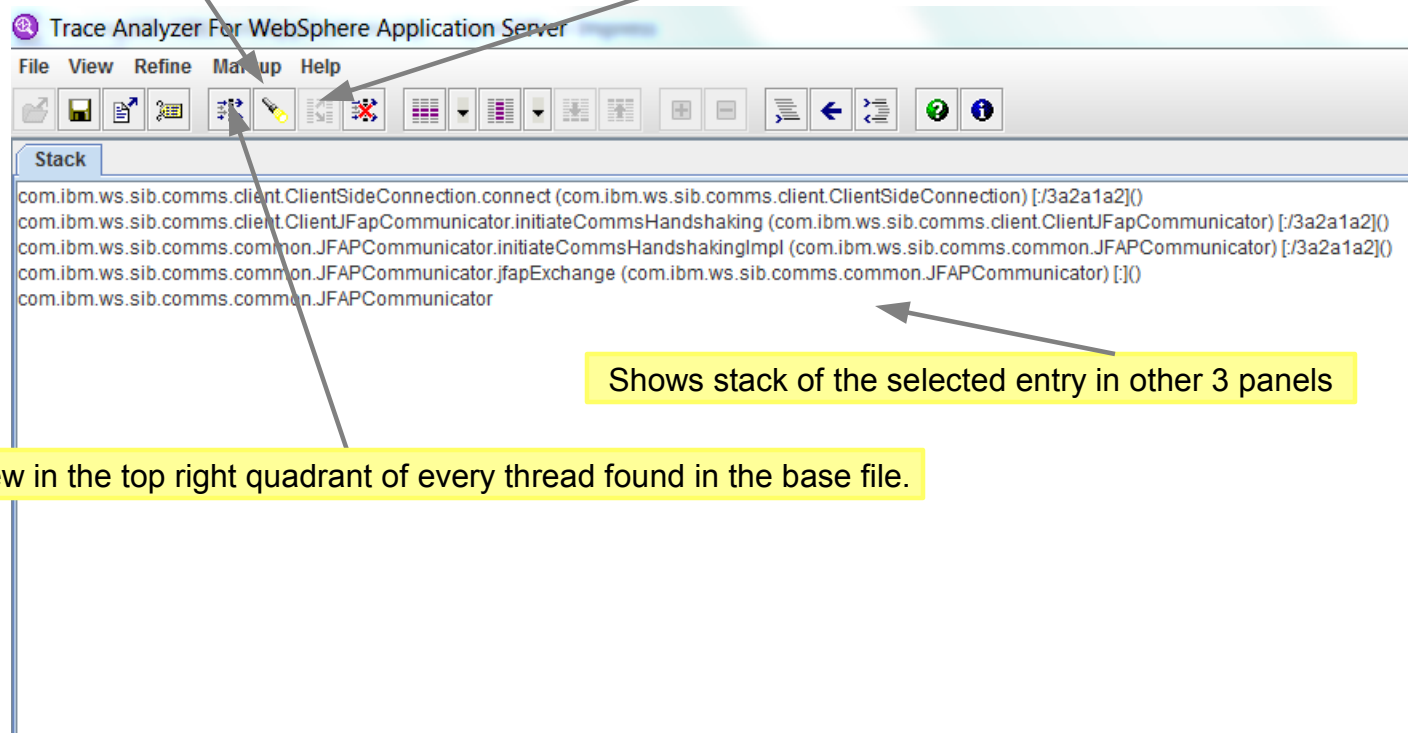 Trace Analyzer For WebSphere Application Server
File View Refine Markup Help
Stack
com.ibm.ws.sib.comms.client.ClientSideConnection.connect (com.ibm.ws.sib.comms.client.ClientSideConnection) [:/3a2a1a2]()
com.ibm.ws.sib.comms.client.ClientJFapCommunicator.initiateCommsHandshaking (com.ibm.ws.sib.comms.client.ClientJFapCommunicator) [:/3a2a1a2]()
com.ibm.ws.sib.comms.common.JFAPCommunicator.initiateCommsHandshakingImpl (com.ibm.ws.sib.comms.common.JFAPCommunicator) [:/3a2a1a2]()
com.ibm.ws.sib.comms.common.JFAPCommunicator.jfapExchange (com.ibm.ws.sib.comms.common.JFAPCommunicator) [:]()
com.ibm.ws.sib.comms.common.JFAPCommunicator
Shows stack of the selected entry in other 3 panels
in the top right quadrant of every thread found in the base file.